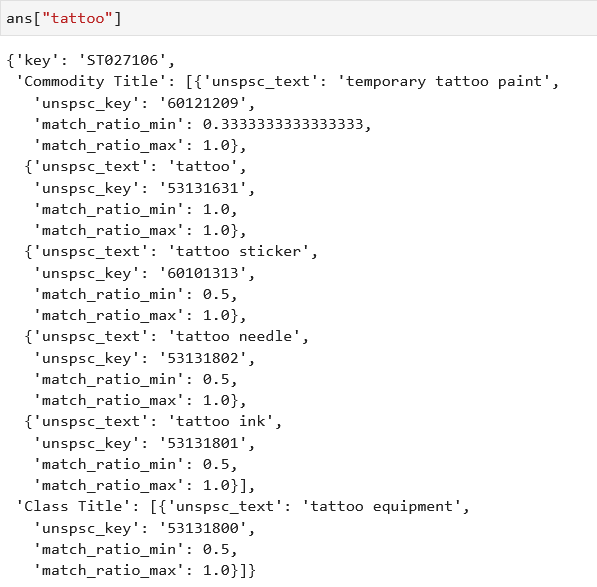 ans["tattoo"]
{'key': 'ST027106',
 'Commodity Title': [{'unspsc_text': 'temporary tattoo paint',
   'unspsc_key': '60121209',
   'match_ratio_min': 0.3333333333333333,
   'match_ratio_max': 1.0},
  {'unspsc_text': 'tattoo',
   'unspsc_key': '53131631',
   'match_ratio_min': 1.0,
   'match_ratio_max': 1.0},
  {'unspsc_text': 'tattoo sticker',
   'unspsc_key': '60101313',
   'match_ratio_min': 0.5,
   'match_ratio_max': 1.0},
  {'unspsc_text': 'tattoo needle',
   'unspsc_key': '53131802',
   'match_ratio_min': 0.5,
   'match_ratio_max': 1.0},
  {'unspsc_text': 'tattoo ink',
   'unspsc_key': '53131801',
   'match_ratio_min': 0.5,
   'match_ratio_max': 1.0}],
 'Class Title': [{'unspsc_text': 'tattoo equipment',
   'unspsc_key': '53131800',
   'match_ratio_min': 0.5,
   'match_ratio_max': 1.0}]}